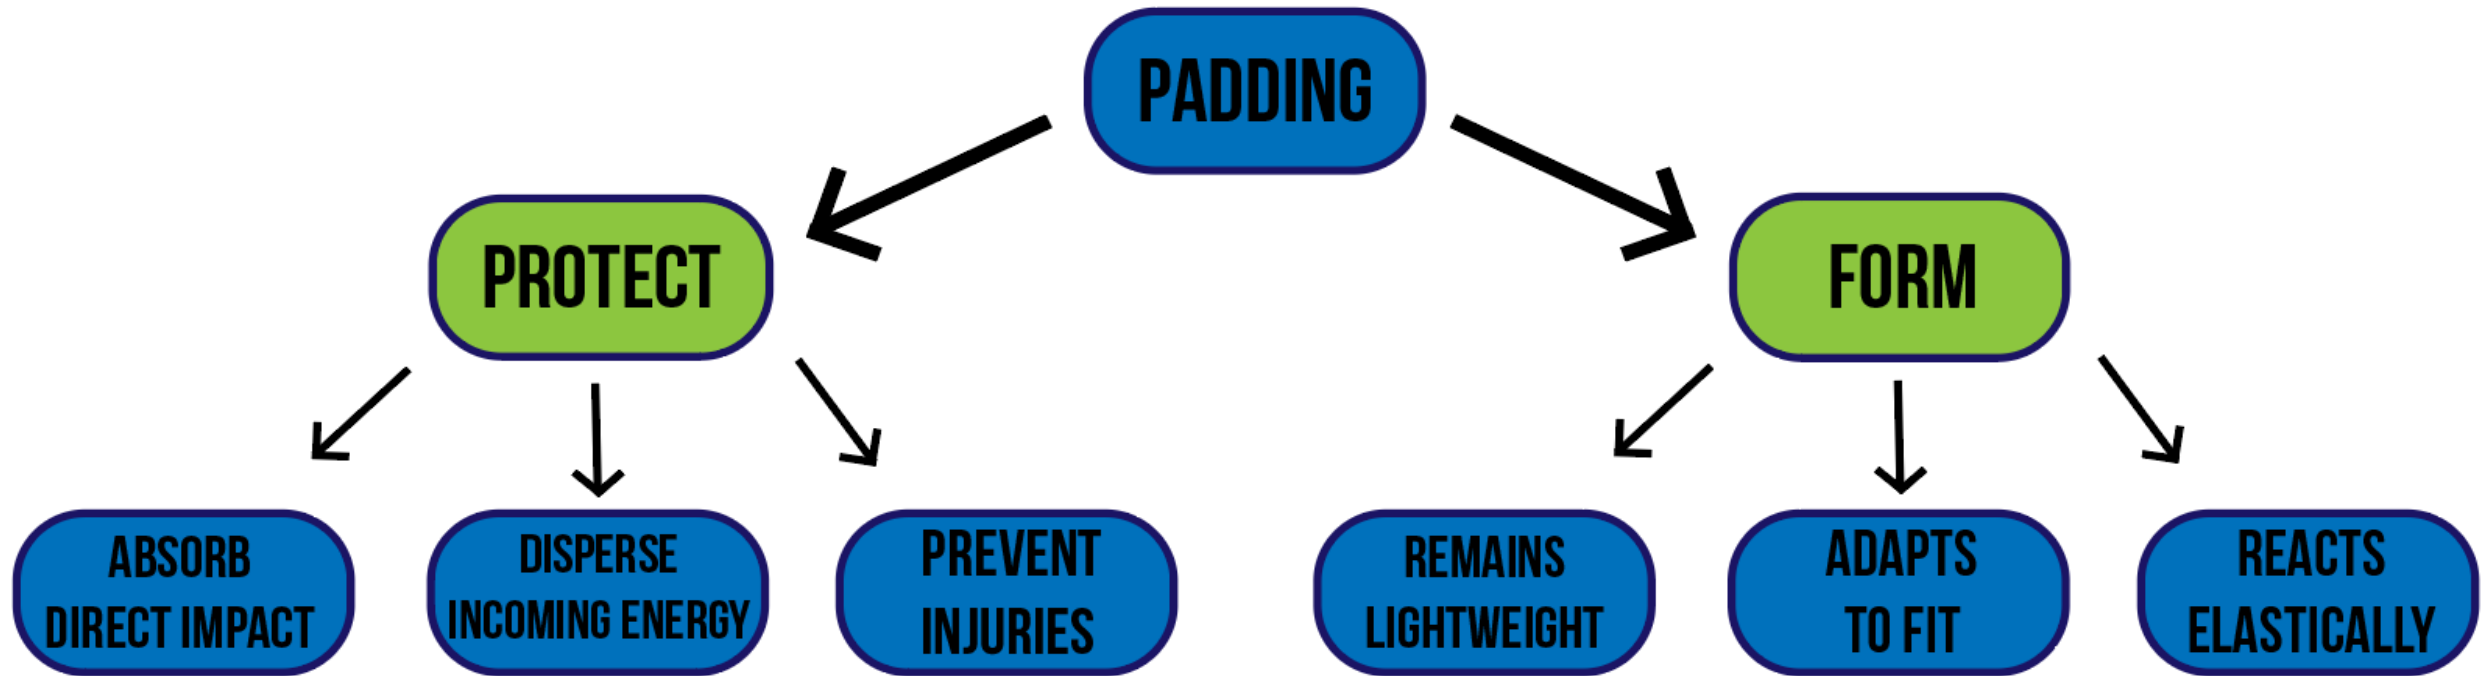 PADDING
PROTECT
FORM
ABSORB
DIRECT IMPACT
DISPERSE
INCOMING ENERGY
PREVENT
INJURIES
REMAINS
LIGHTWEIGHT
ADAPTS
TO FIT
REACTS
ELASTICALLY